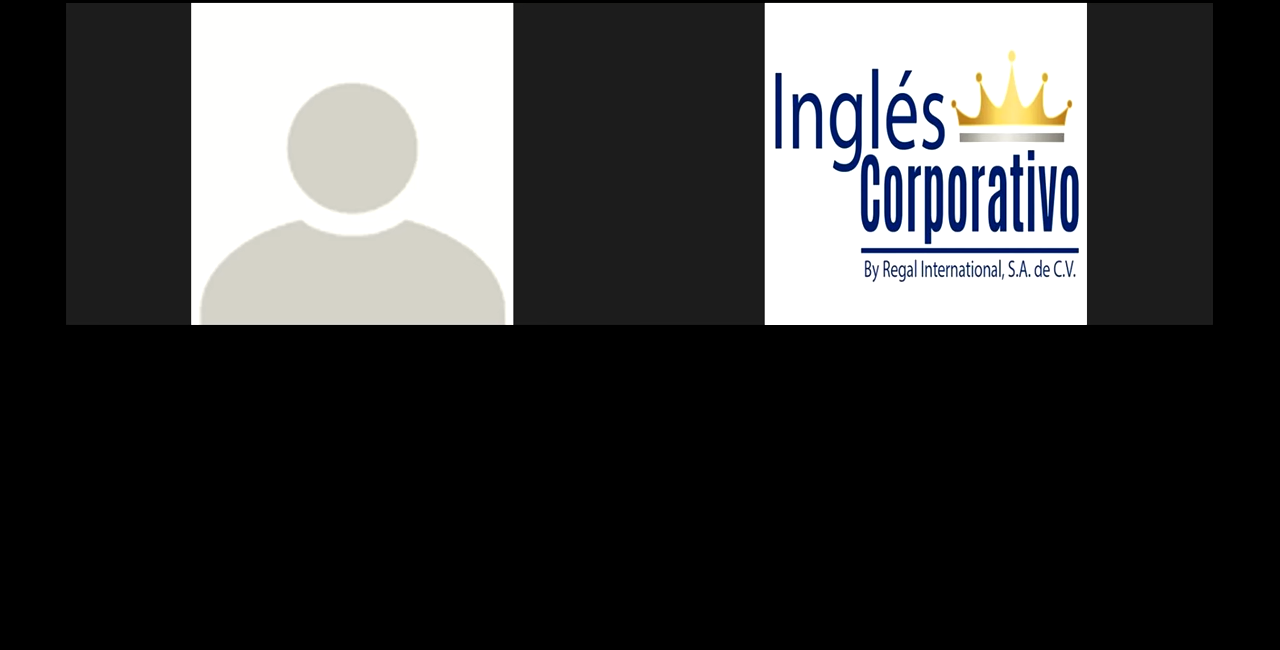 Inglés
Corporativo
By Regal International, S.A. de C.V.